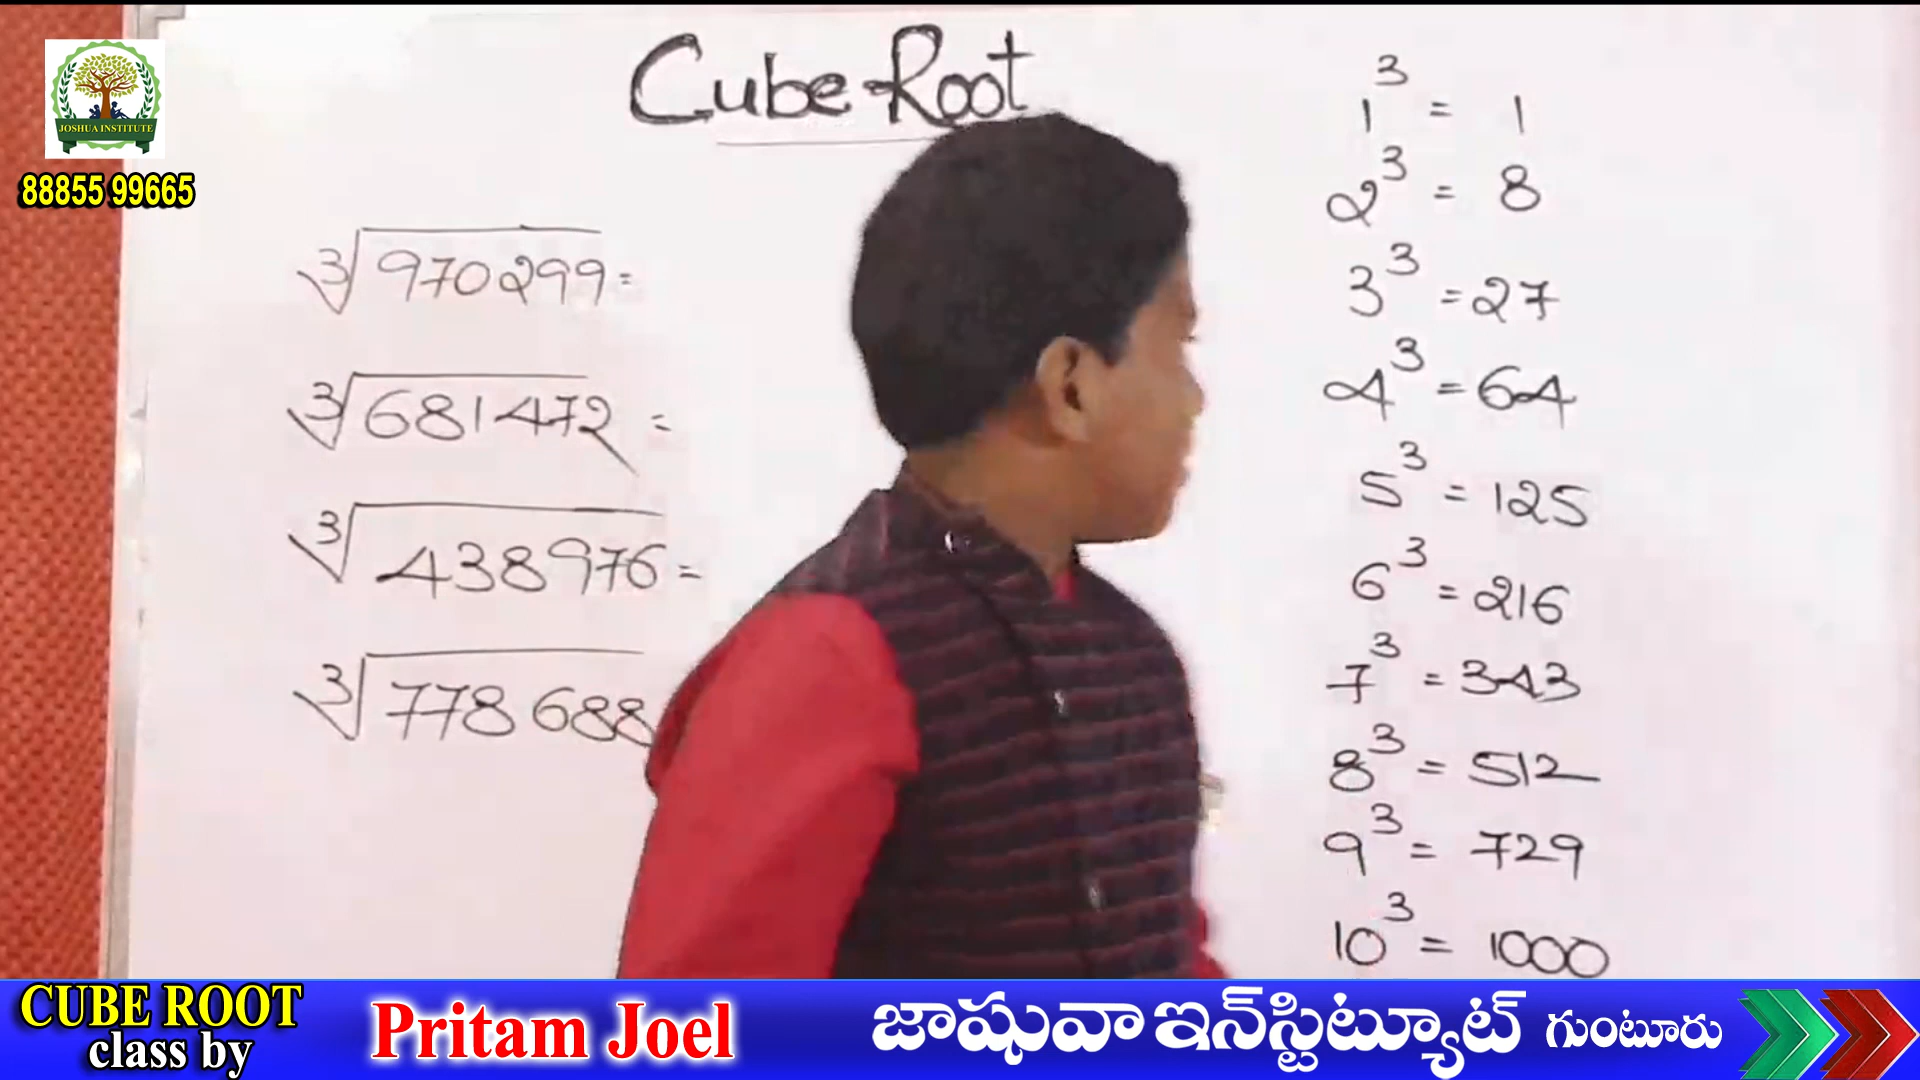 JOSHUA INSTITUTE
88855 99665
Cube Root
∛970299 =
∛681472 =
∛438976 =
∛778688
1³ = 1
2³ = 8
3³ = 27
4³ = 64
5³ = 125
6³ = 216
7³ = 343
8³ = 512
9³ = 729
10³ = 1000
CUBE ROOT
class by
Pritam Joel
జాషువా ఇన్‌స్టిట్యూట్ గుంటూరు